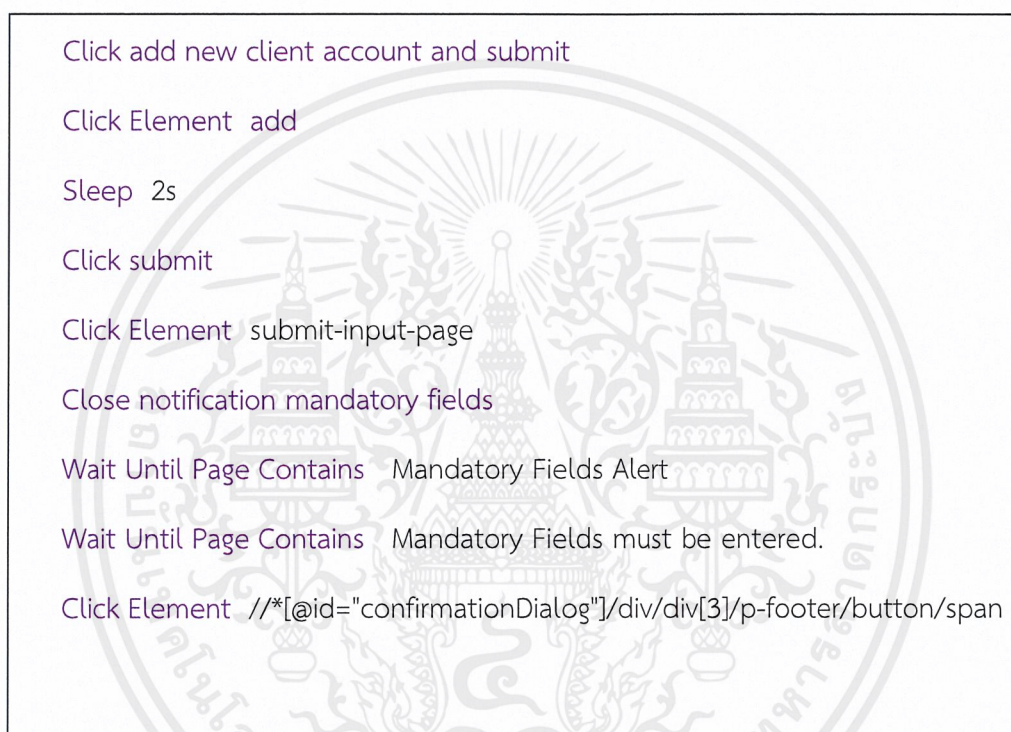 Click add new client account and submit
Click Element add
Sleep 2s
Click submit
Click Element submit-input-page
Close notification mandatory fields
Wait Until Page Contains Mandatory Fields Alert
Wait Until Page Contains Mandatory Fields must be entered.
Click Element //*[@id="confirmationDialog"]/div/div[3]/p-footer/button/span